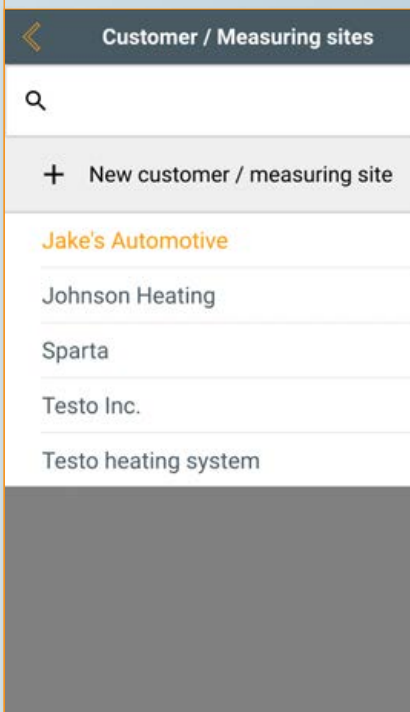 Customer / Measuring sites
+ New customer / measuring site
Jake's Automotive
Johnson Heating
Sparta
Testo Inc.
Testo heating system